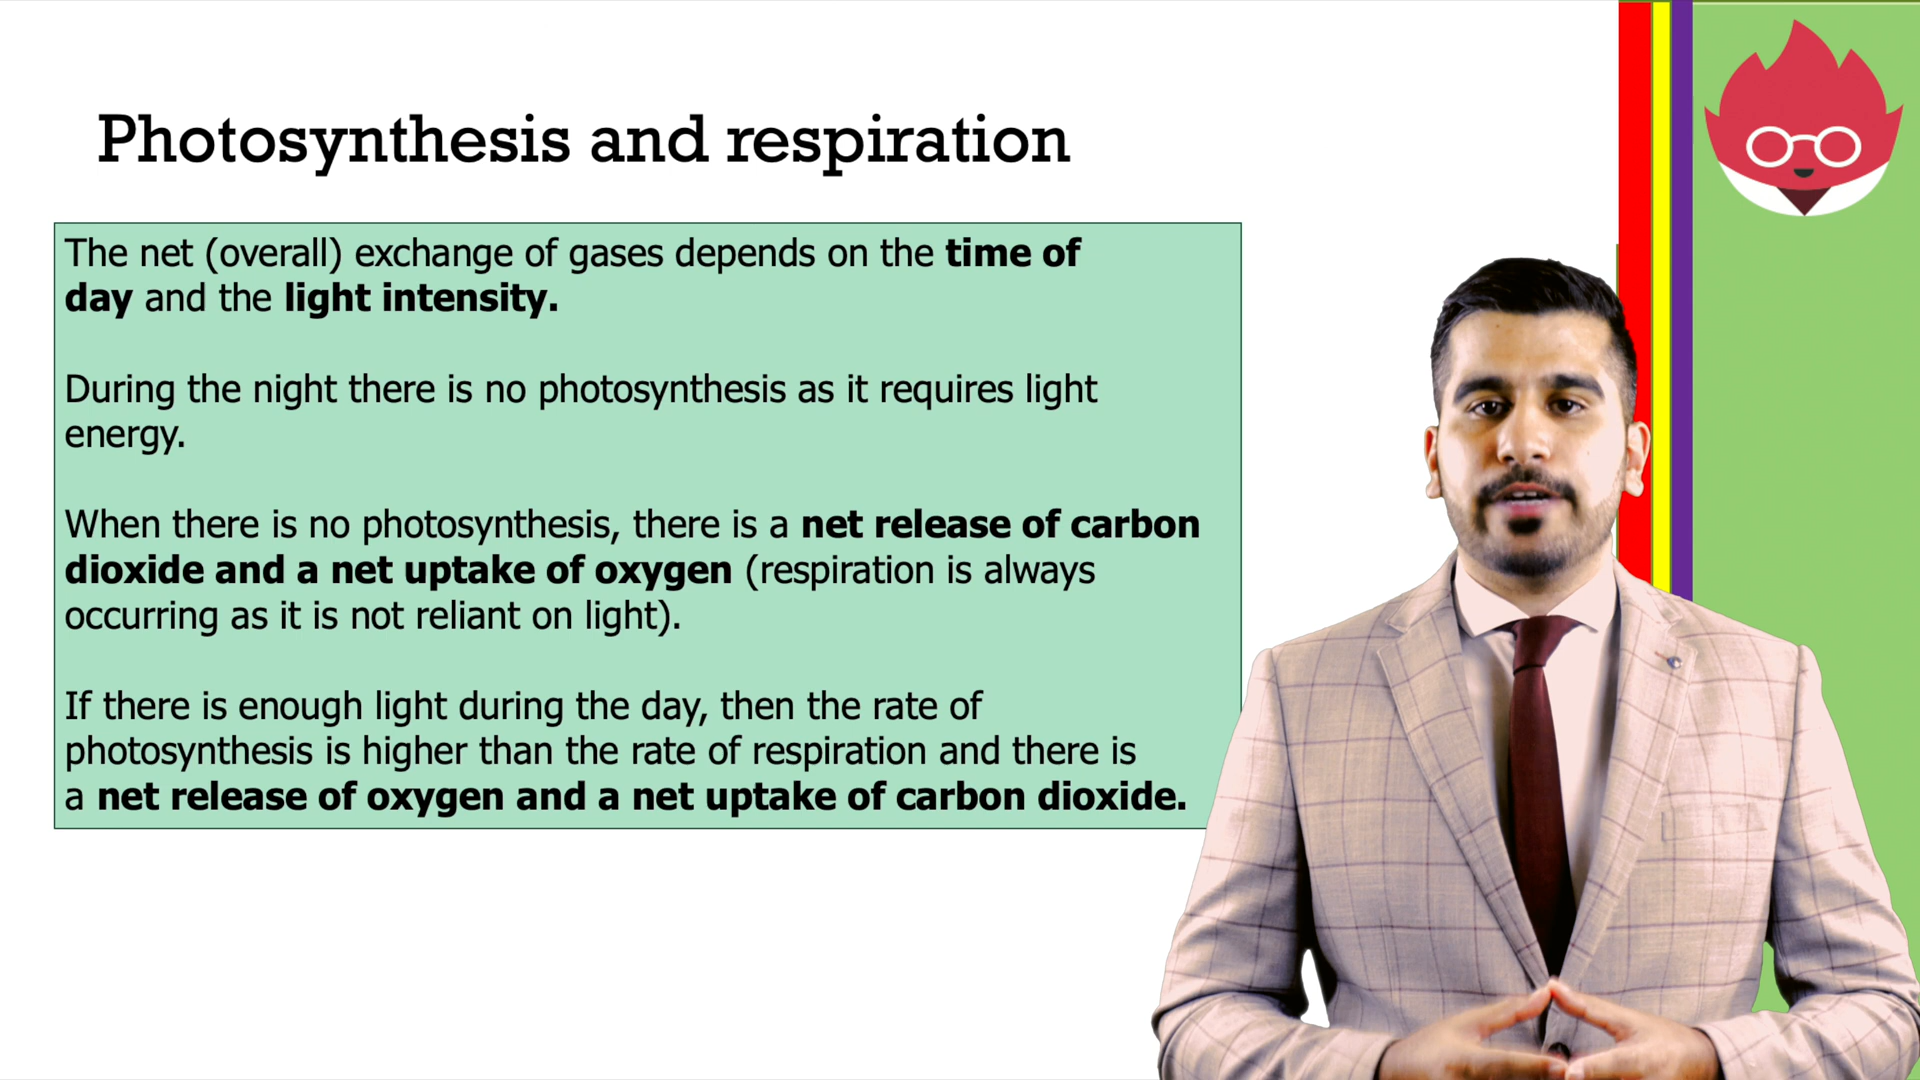 Photosynthesis and respiration
The net (overall) exchange of gases depends on the time of
day and the light intensity.
During the night there is no photosynthesis as it requires light
energy.
When there is no photosynthesis, there is a net release of carbon
dioxide and a net uptake of oxygen (respiration is always
occurring as it is not reliant on light).
If there is enough light during the day, then the rate of
photosynthesis is higher than the rate of respiration and there is
a net release of oxygen and a net uptake of carbon dioxide.